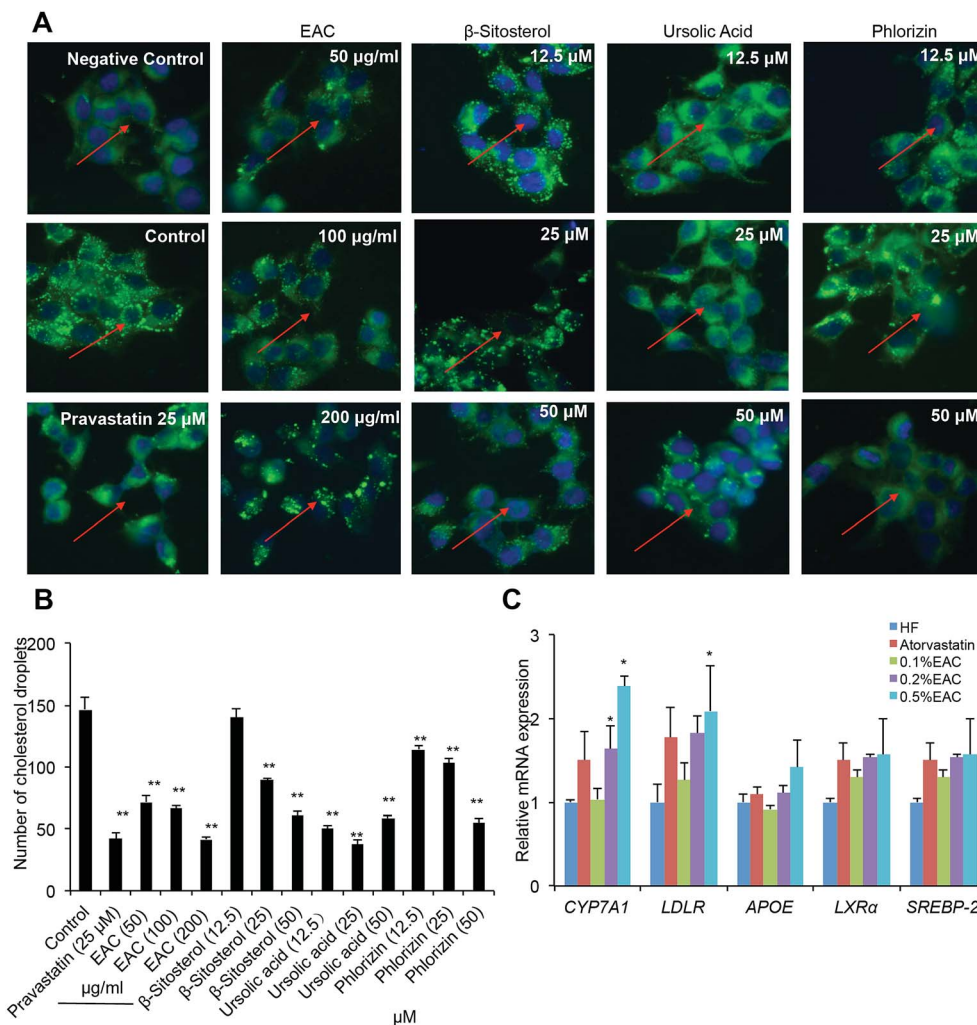 A
EAC
β-Sitosterol
Ursolic Acid
Phlorizin
Negative Control
50 µg/ml
12.5 µM
12.5 µM
12.5 µM
Control
100 µg/ml
25 µM
25 µM
25 µM
Pravastatin 25 µM
200 µg/ml
50 µM
50 µM
50 µM
B
Number of cholesterol droplets
200
150
100
50
0
**
**
**
**
**
**
**
**
**
**
**
**
Control
Pravastatin (25 µM)
EAC (50)
EAC (100)
EAC (200)
β-Sitosterol (12.5)
β-Sitosterol (25)
β-Sitosterol (50)
Ursolic acid (12.5)
Ursolic acid (25)
Ursolic acid (50)
Phlorizin (12.5)
Phlorizin (25)
Phlorizin (50)
µg/ml
µM
C
Relative mRNA expression
3
2
1
0
HF
Atorvastatin
0.1%EAC
0.2%EAC
0.5%EAC
*
*
*
CYP7A1
LDLR
APOE
LXRα
SREBP-2